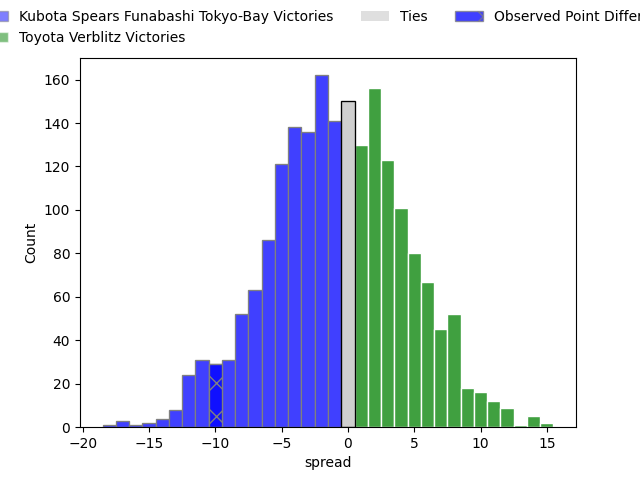 Kubota Spears Funabashi Tokyo-Bay Victories Ties Observed Point
Toyota Verblitz Victories
160
140
120
100
80
60
40
20
0
Count
−20 −15 −10 −5 0 5 10 15
spread